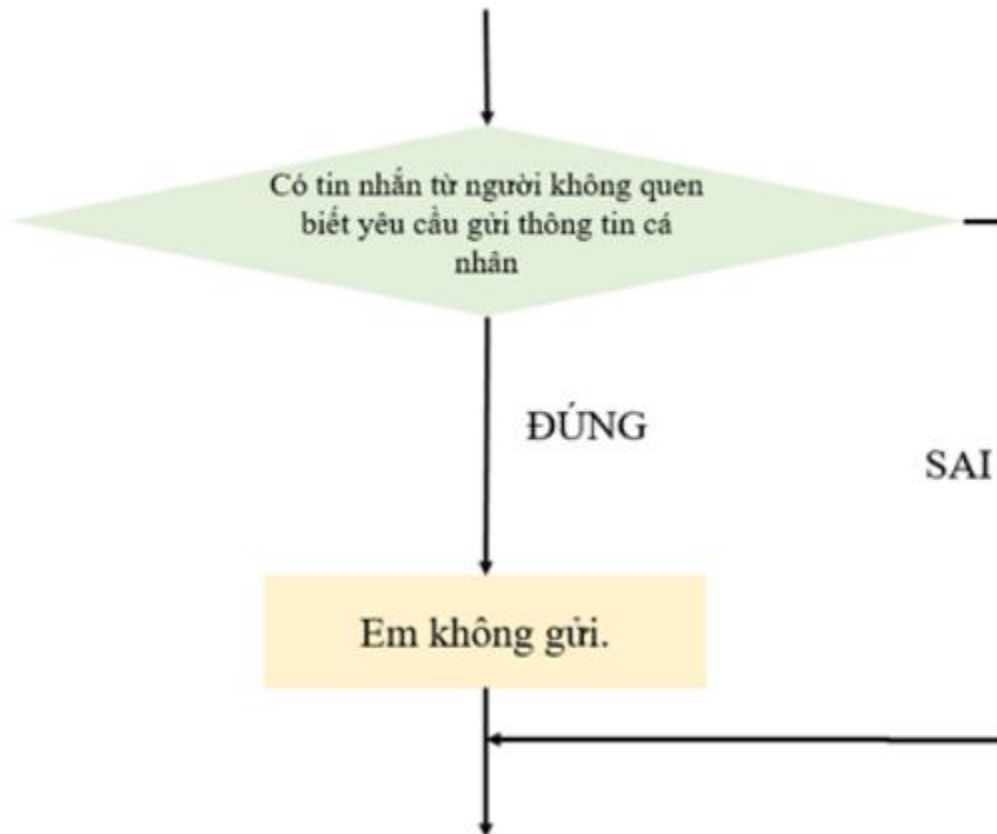 Có tin nhắn từ người không quen
biết yêu cầu gửi thông tin cá
nhân
ĐÚNG
SAI
Em không gửi.